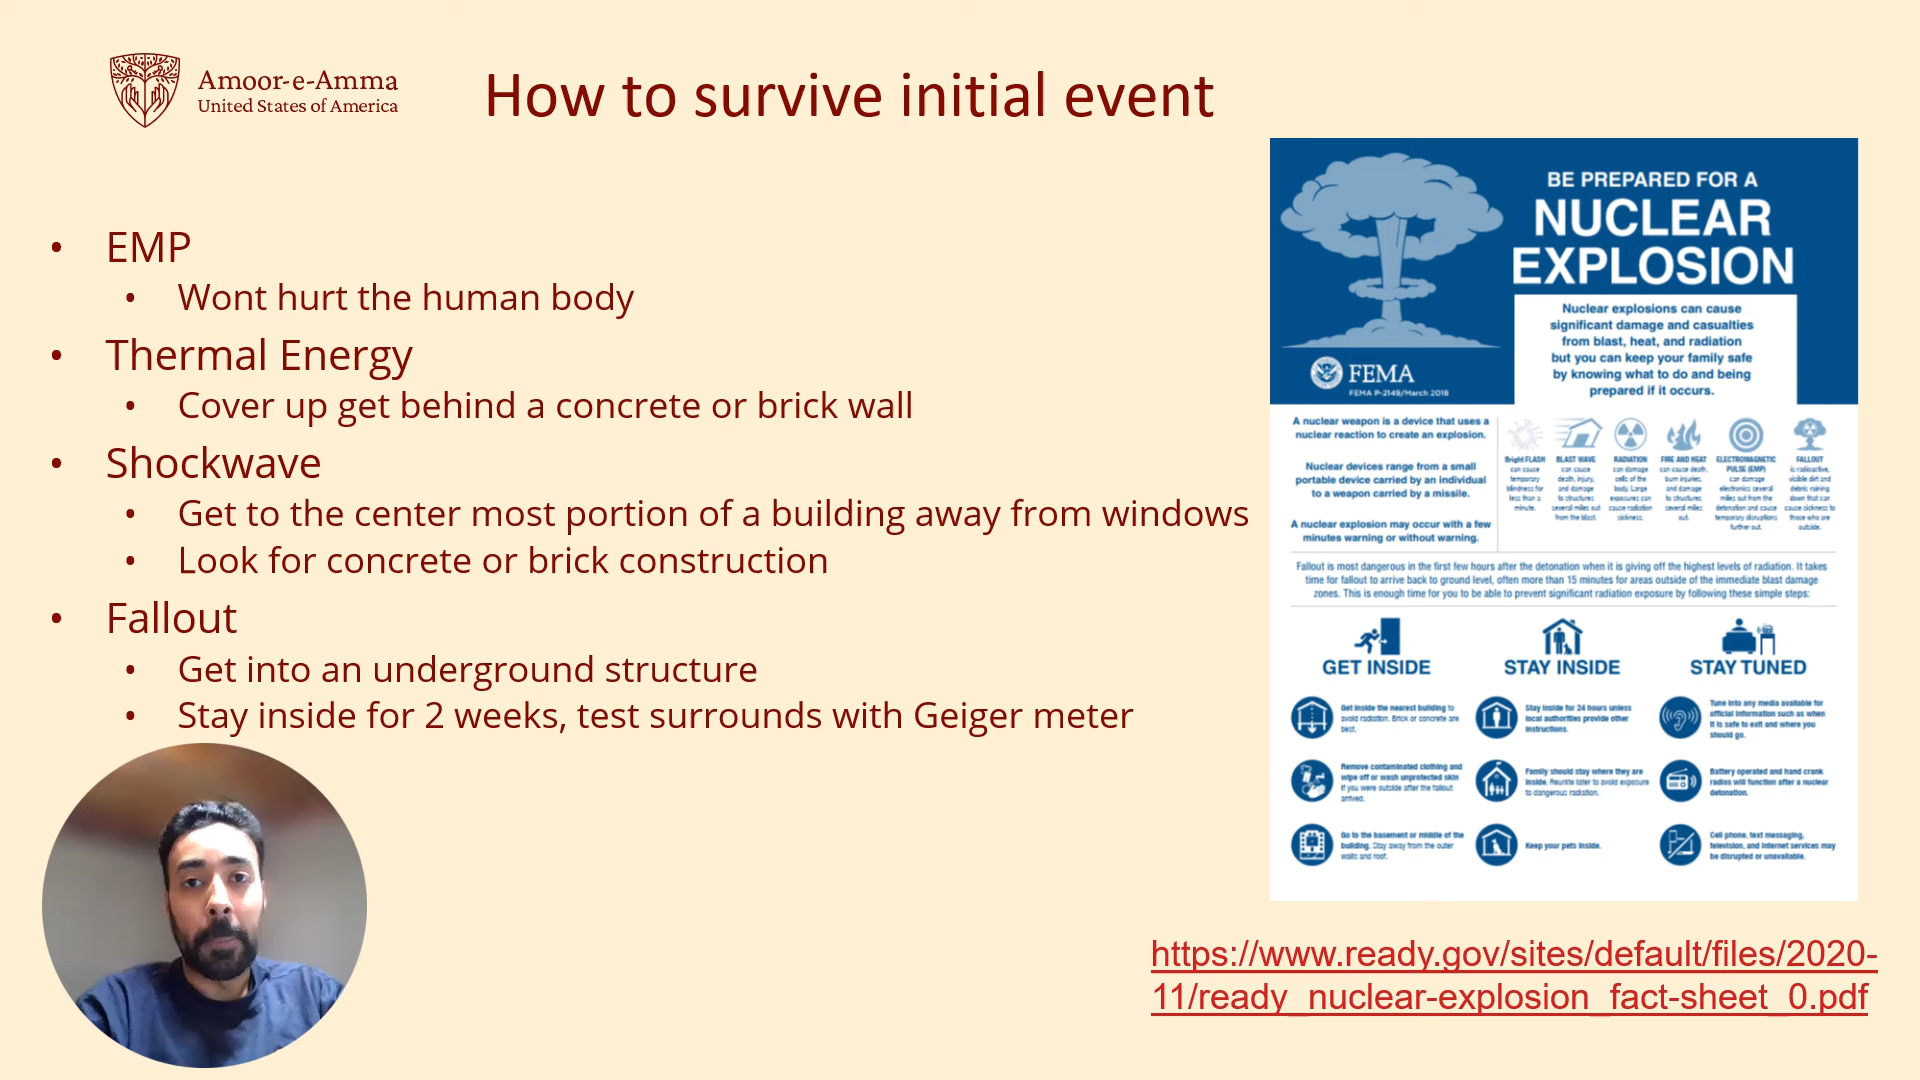 Amoor-e-Amma
United States of America
How to survive initial event
• EMP
• Wont hurt the human body
• Thermal Energy
• Cover up get behind a concrete or brick wall
• Shockwave
• Get to the center most portion of a building away from windows
• Look for concrete or brick construction
• Fallout
• Get into an underground structure
• Stay inside for 2 weeks, test surrounds with Geiger meter
BE PREPARED FOR A
NUCLEAR
EXPLOSION
Nuclear explosions can cause
significant damage and casualties
from blast, heat, and radiation
but you can keep your family safe
by knowing what to do and being
prepared if it occurs.
FEMA
FEMA P-2149/March 2018
A nuclear weapon is a device that uses a
nuclear reaction to create an explosion.
Nuclear devices range from a small
portable device carried by an individual
to a weapon carried by a missile.
A nuclear explosion may occur with a few
minutes warning or without warning.
Bright FLASH
can cause
temporary
blindness for
less than a
minute.
BLAST WAVE
can cause
death, injury,
and damage
to structures
several miles out
from the blast.
RADIATION
can damage
cells of the
body. Large
exposures can
cause radiation
sickness.
FIRE AND HEAT
can cause death,
burn injuries,
and damage
to structures
several miles
out.
ELECTROMAGNETIC
PULSE (EMP)
can damage
electronics several
miles out from the
detonation and cause
temporary disruptions
further out.
FALLOUT
is radioactive,
visible dirt and
debris raining
down that can
cause sickness to
those who are
outside.
Fallout is most dangerous in the first few hours after the detonation when it is giving off the highest levels of radiation. It takes
time for fallout to arrive back to ground level, often more than 15 minutes for areas outside of the immediate blast damage
zones. This is enough time for you to be able to prevent significant radiation exposure by following these simple steps:
GET INSIDE
Get inside the nearest building to
avoid radiation. Brick or concrete are
best.
Remove contaminated clothing and
wipe off or wash unprotected skin
if you were outside after the fallout
arrived.
Go to the basement or middle of the
building. Stay away from the outer
walls and roof.
STAY INSIDE
Stay inside for 24 hours unless
local authorities provide other
instructions.
Family should stay where they are
inside. Reunite later to avoid exposure
to dangerous radiation.
Keep your pets inside.
STAY TUNED
Tune into any media available for
official information such as when
it is safe to exit and where you
should go.
Battery operated and hand crank
radios will function after a nuclear
detonation.
Cell phone, text messaging,
television, and internet services may
be disrupted or unavailable.
https://www.ready.gov/sites/default/files/2020-
11/ready_nuclear-explosion_fact-sheet_0.pdf